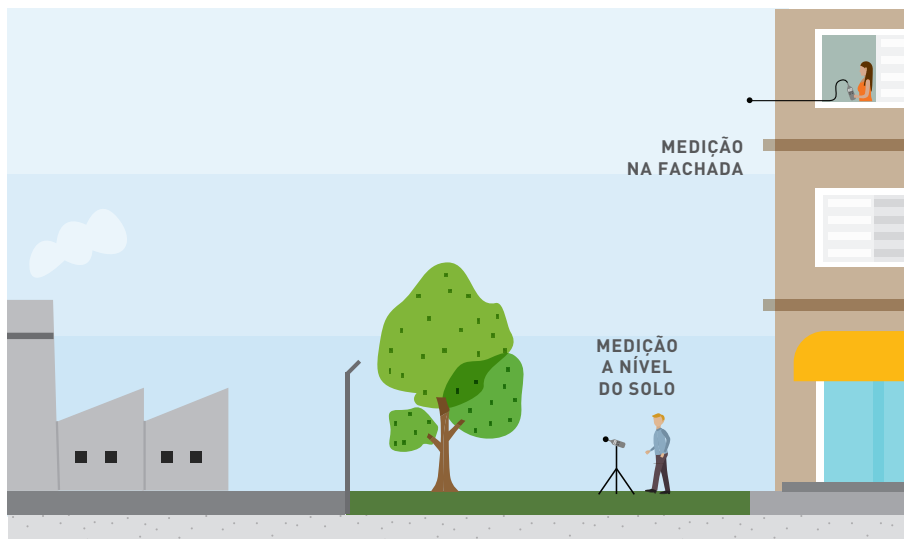 MEDIÇÃO
NA FACHADA
MEDIÇÃO
A NÍVEL
DO SOLO